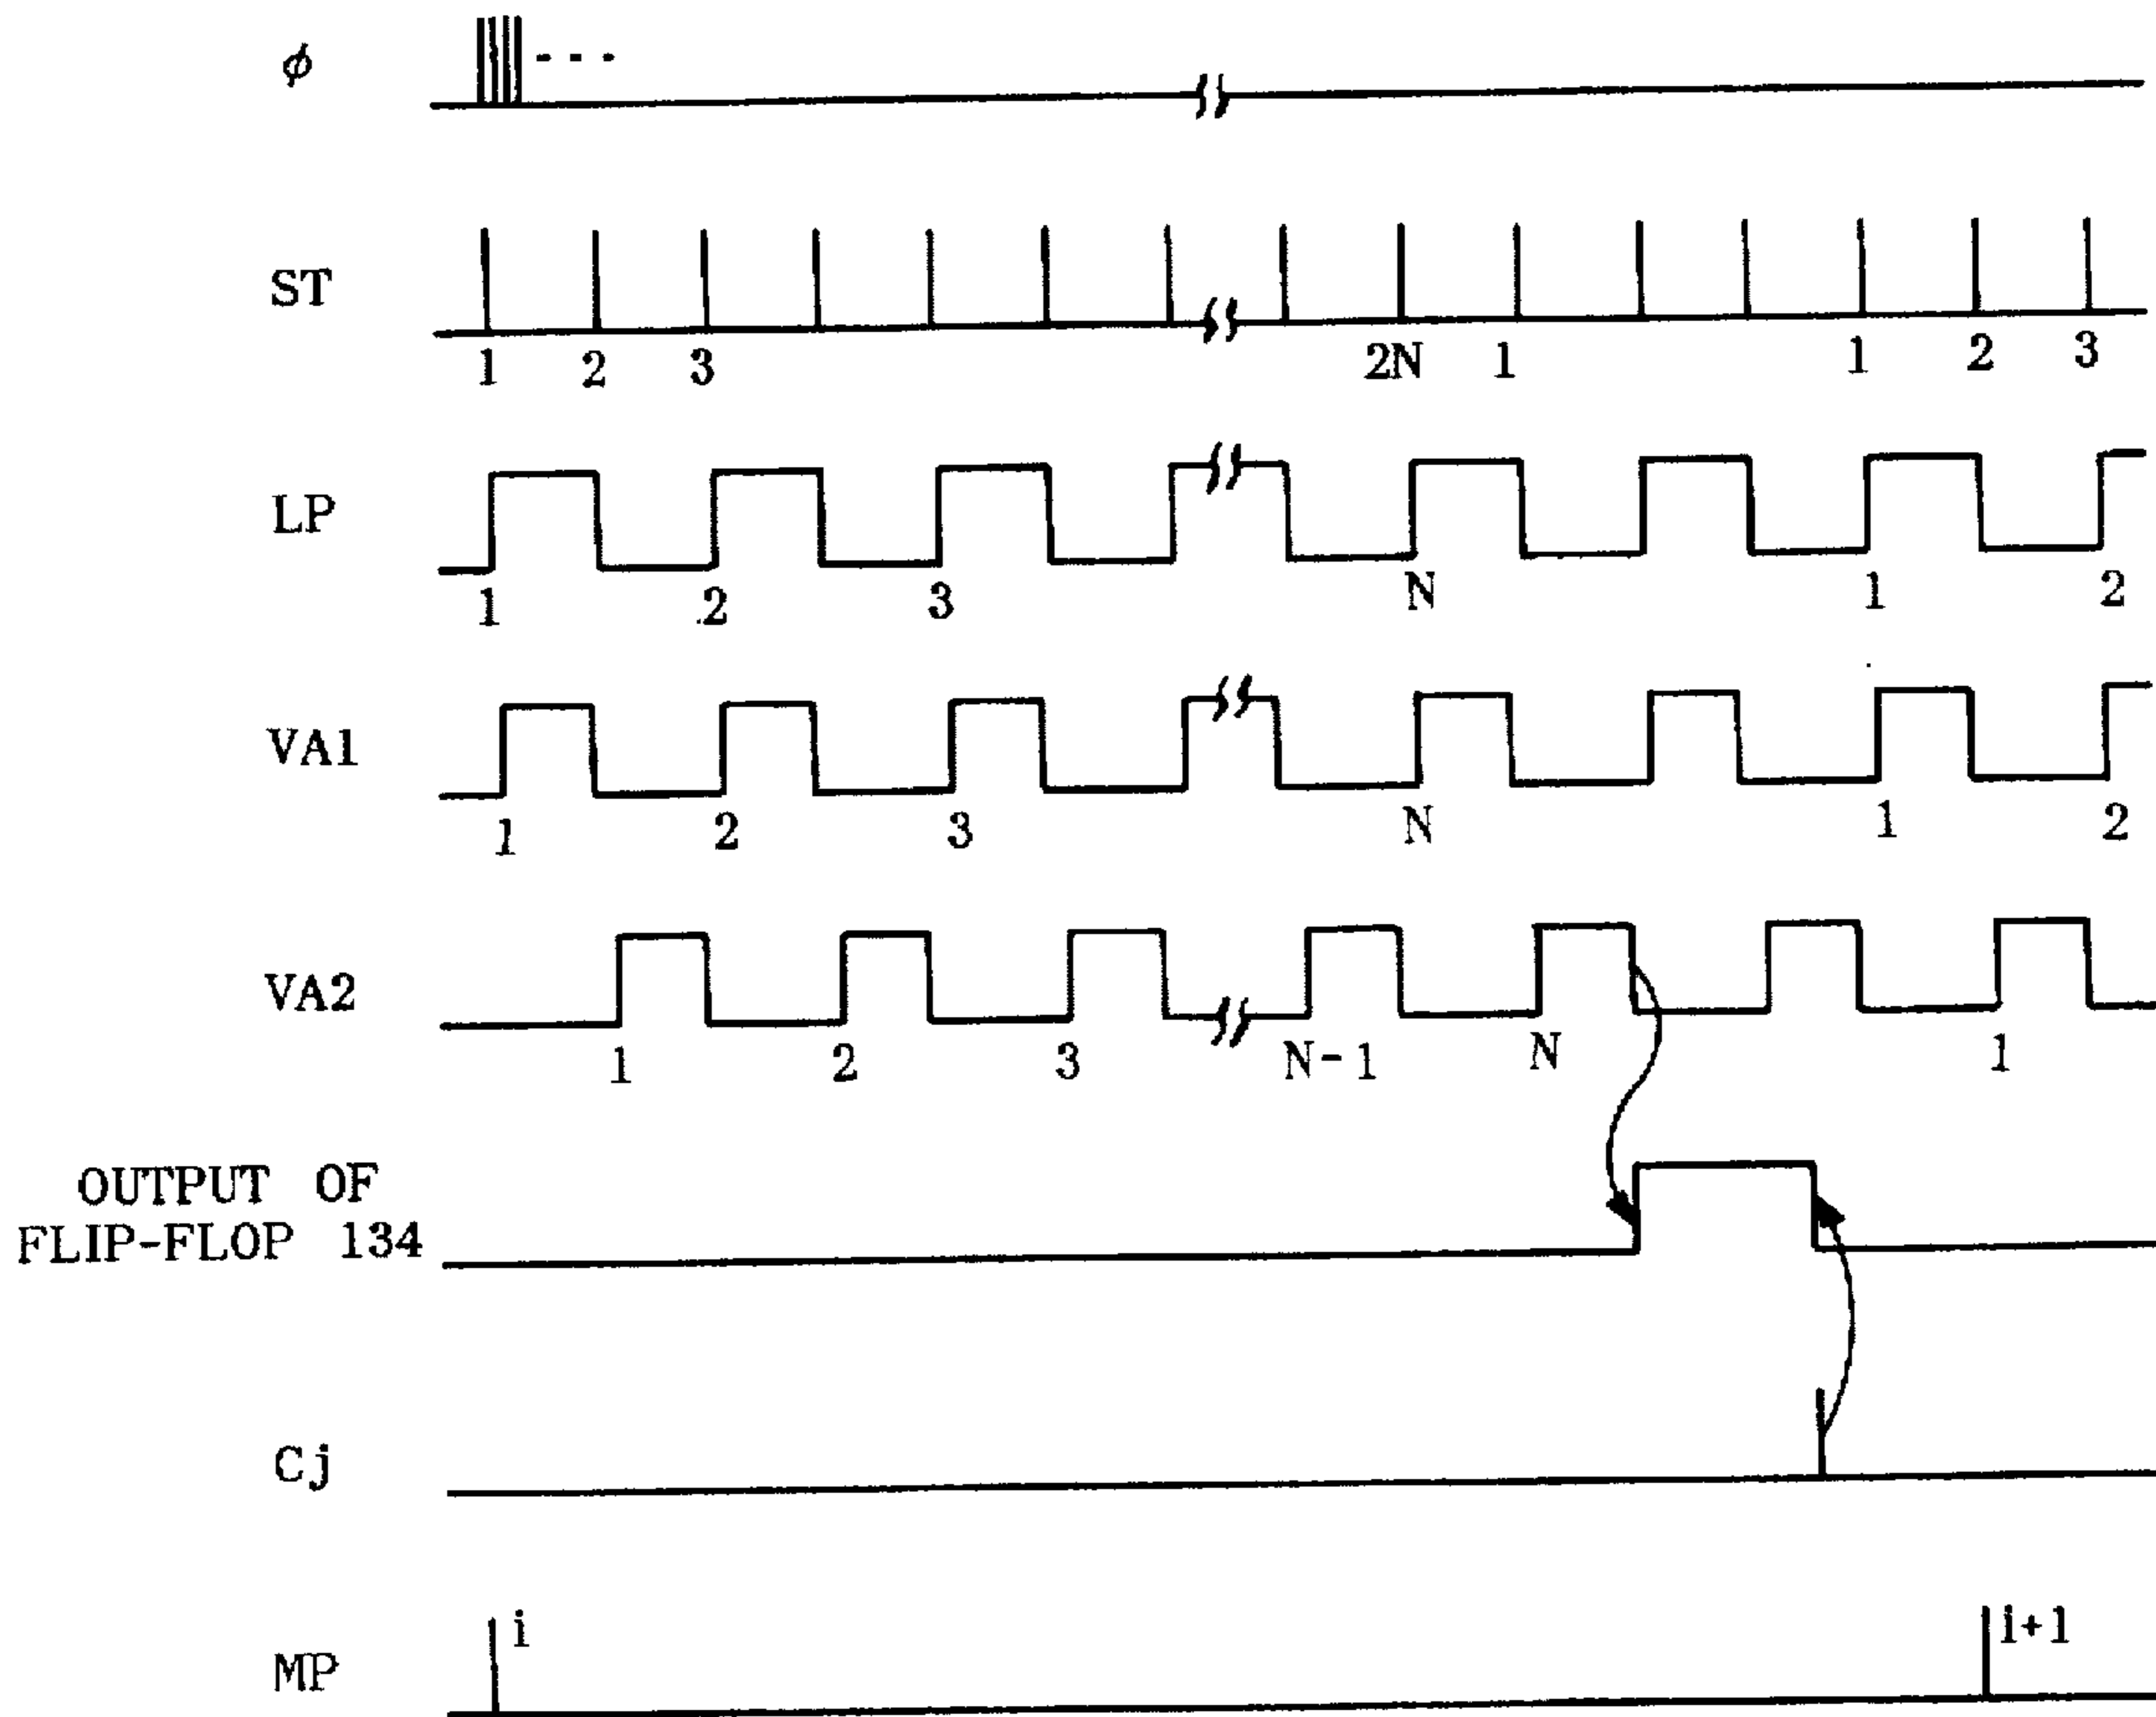 ϕ
ST
1 2 3 2N 1 1 2 3
LP
1 2 3 N 1 2
VA1
1 2 3 N 1 2
VA2
1 2 3 N-1 N 1
OUTPUT OF
FLIP-FLOP 134
Cj
MP
i i+1